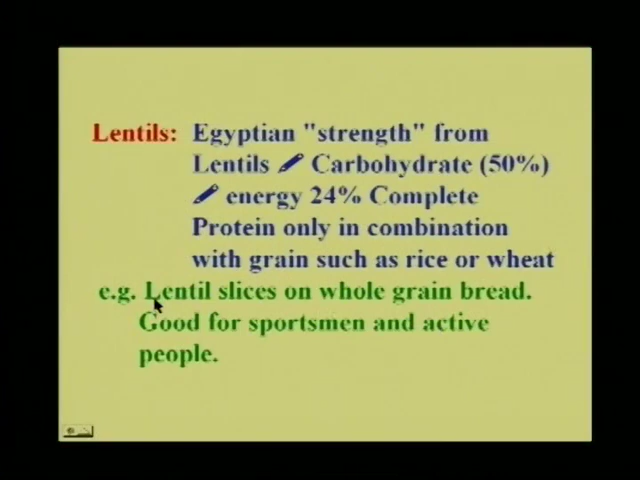 Lentils: Egyptian "strength" from
Lentils Carbohydrate (50%)
energy 24% Complete
Protein only in combination
with grain such as rice or wheat
e.g. Lentil slices on whole grain bread.
Good for sportsmen and active
people.